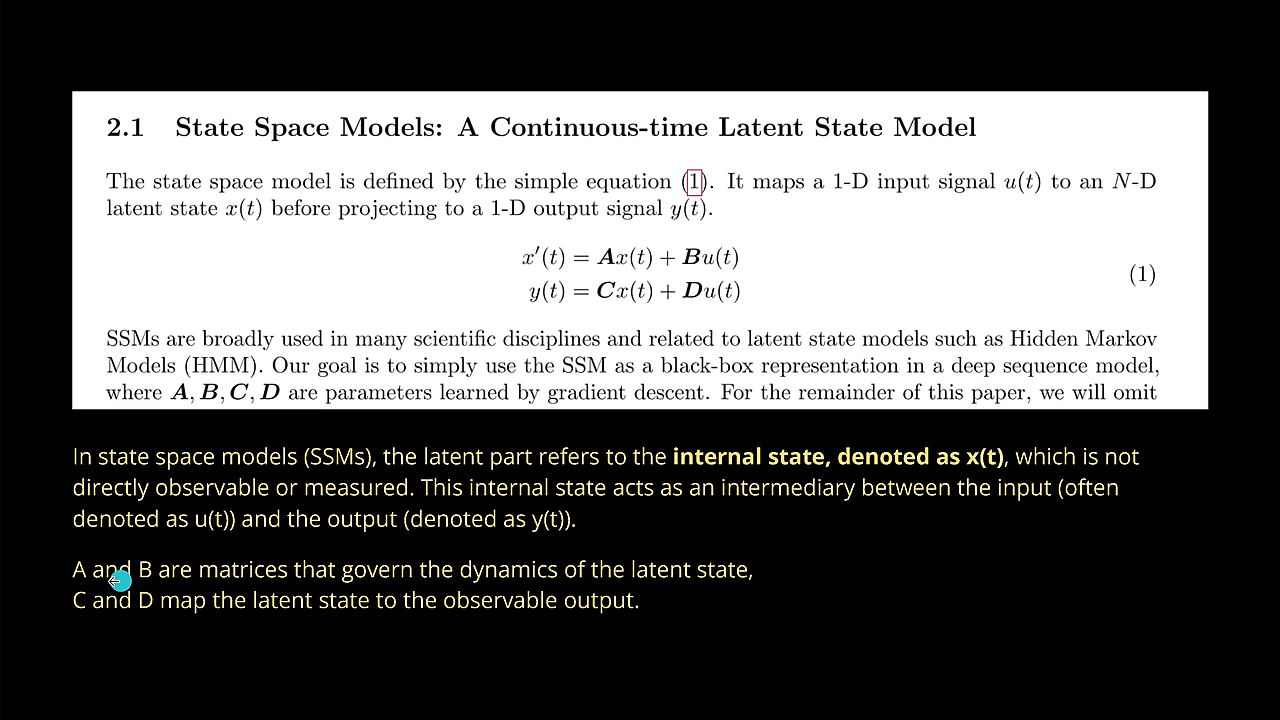 2.1 State Space Models: A Continuous-time Latent State Model
The state space model is defined by the simple equation (1). It maps a 1-D input signal u(t) to an N-D
latent state x(t) before projecting to a 1-D output signal y(t).
x′(t) = Ax(t) + Bu(t)
y(t) = Cx(t) + Du(t)
(1)
SSMs are broadly used in many scientific disciplines and related to latent state models such as Hidden Markov
Models (HMM). Our goal is to simply use the SSM as a black-box representation in a deep sequence model,
where A, B, C, D are parameters learned by gradient descent. For the remainder of this paper, we will omit
In state space models (SSMs), the latent part refers to the internal state, denoted as x(t), which is not
directly observable or measured. This internal state acts as an intermediary between the input (often
denoted as u(t)) and the output (denoted as y(t)).
A and B are matrices that govern the dynamics of the latent state,
C and D map the latent state to the observable output.